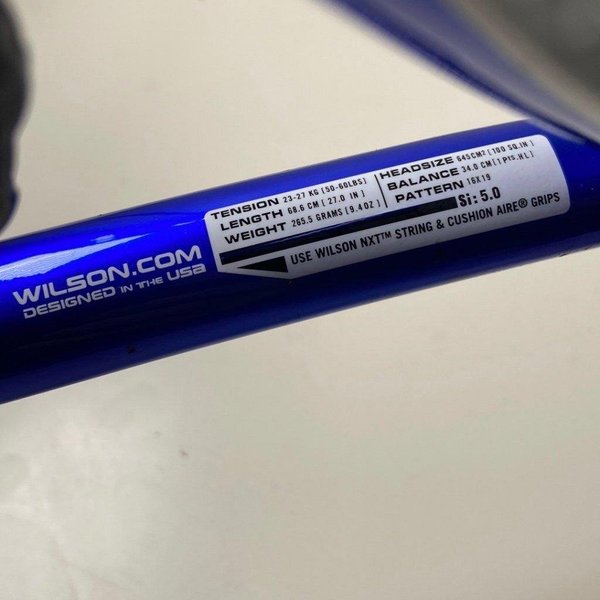 WILSON.COM
DESIGNED IN THE USA
TENSION 23-27 KG [50-60LBS]
LENGTH 68.6 CM [27.0 IN]
WEIGHT 265.5 GRAMS [9.4OZ]
HEADSIZE 645CM² [100 SQ.IN]
BALANCE 34.0 CM [1 Pts.HL]
PATTERN 16X19
Si: 5.0
USE WILSON NXT™ STRING & CUSHION AIRE® GRIPS